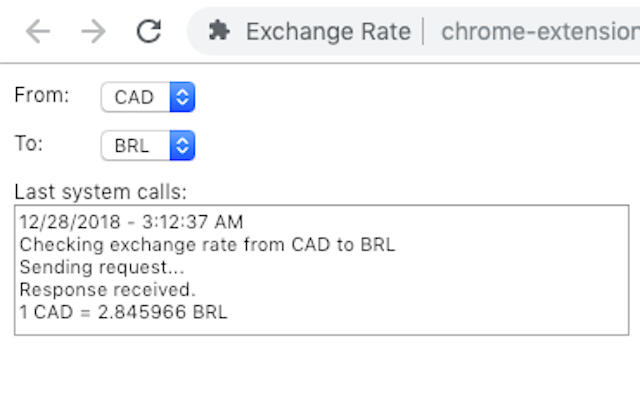 Exchange Rate | chrome-extension
From: CAD
To: BRL
Last system calls:
12/28/2018 - 3:12:37 AM
Checking exchange rate from CAD to BRL
Sending request...
Response received.
1 CAD = 2.845966 BRL